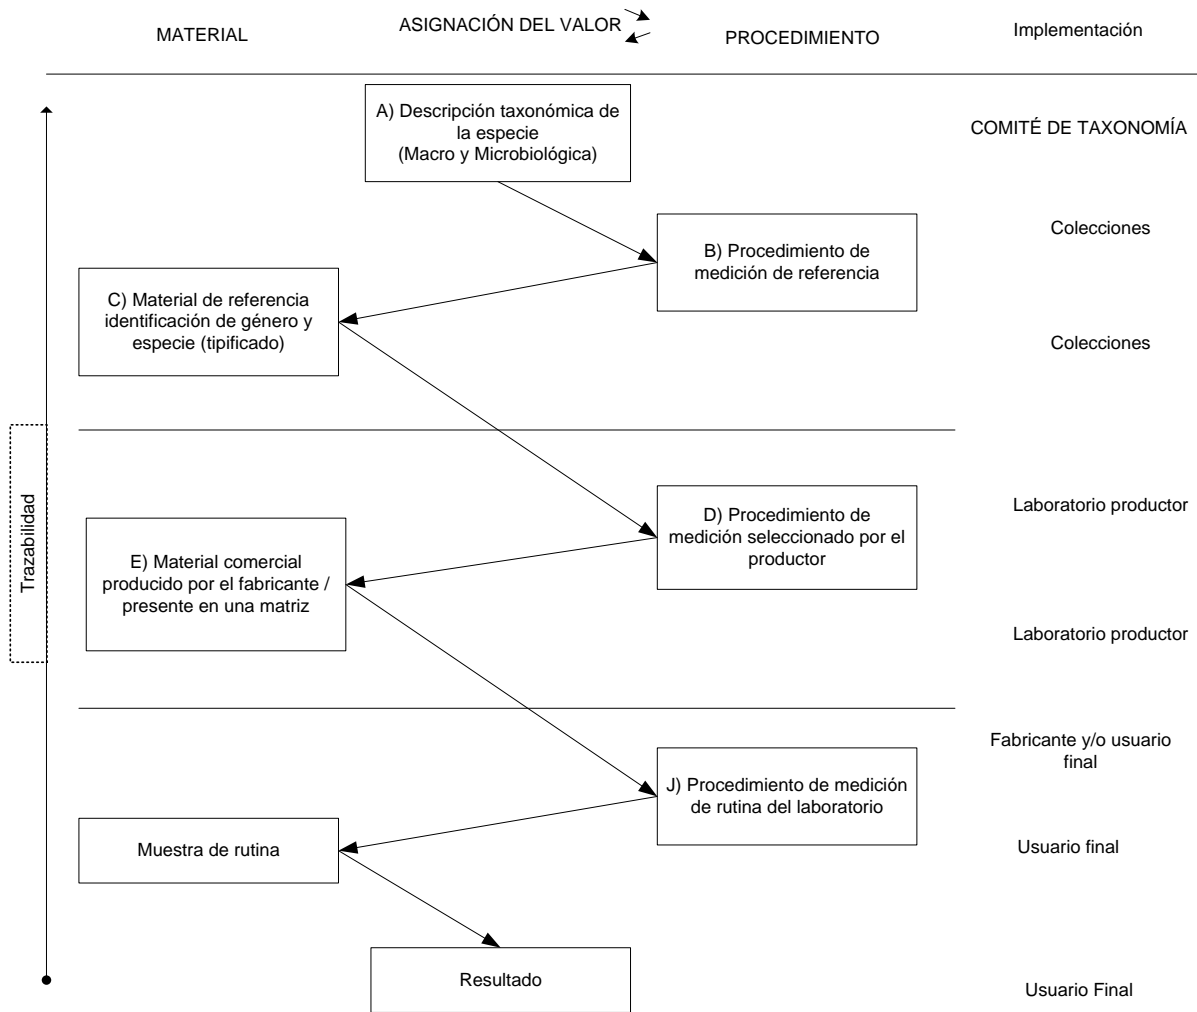 MATERIAL
ASIGNACIÓN DEL VALOR
PROCEDIMIENTO
Implementación
A) Descripción taxonómica de
la especie
(Macro y Microbiológica)
COMITÉ DE TAXONOMÍA
B) Procedimiento de
medición de referencia
Colecciones
C) Material de referencia
identificación de género y
especie (tipificado)
Colecciones
Trazabilidad
D) Procedimiento de
medición seleccionado por el
productor
Laboratorio productor
E) Material comercial
producido por el fabricante /
presente en una matriz
Laboratorio productor
J) Procedimiento de medición
de rutina del laboratorio
Fabricante y/o usuario
final
Muestra de rutina
Usuario final
Resultado
Usuario Final